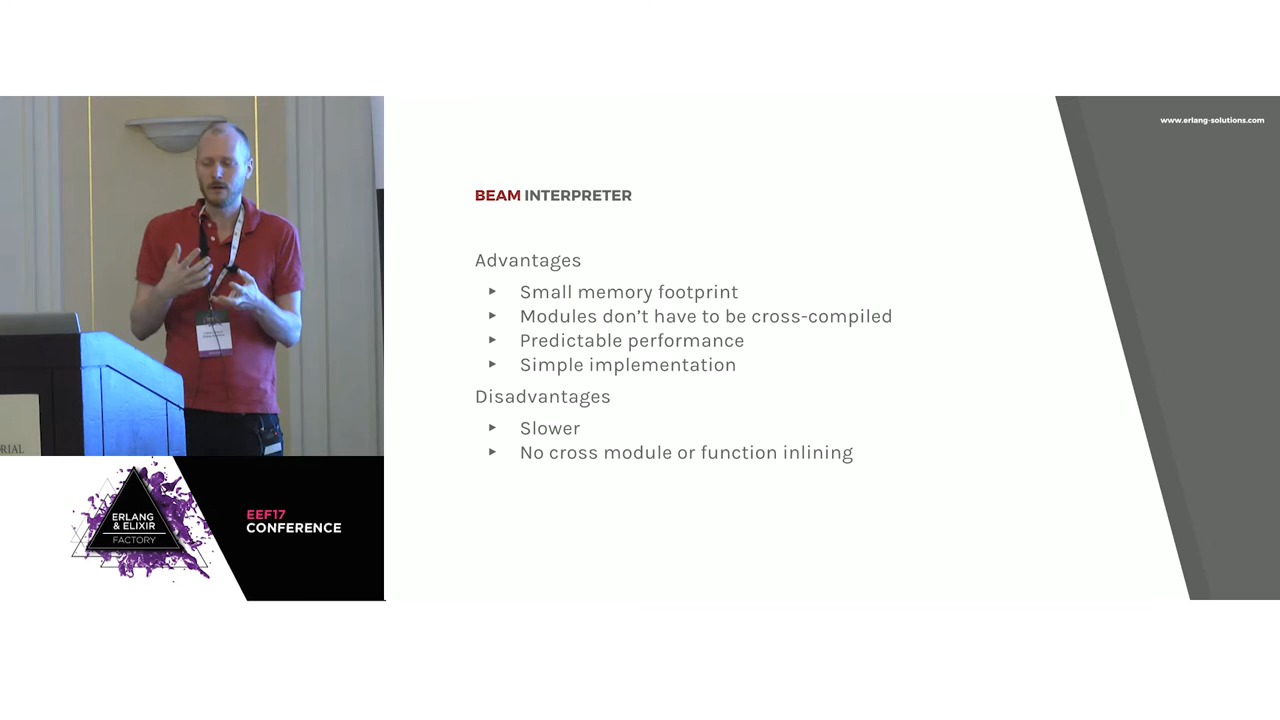 www.erlang-solutions.com
BEAM INTERPRETER
Advantages
Small memory footprint
Modules don't have to be cross-compiled
Predictable performance
Simple implementation
Disadvantages
Slower
No cross module or function inlining
ERLANG
& ELIXIR
FACTORY
EEF17
CONFERENCE
RIAL